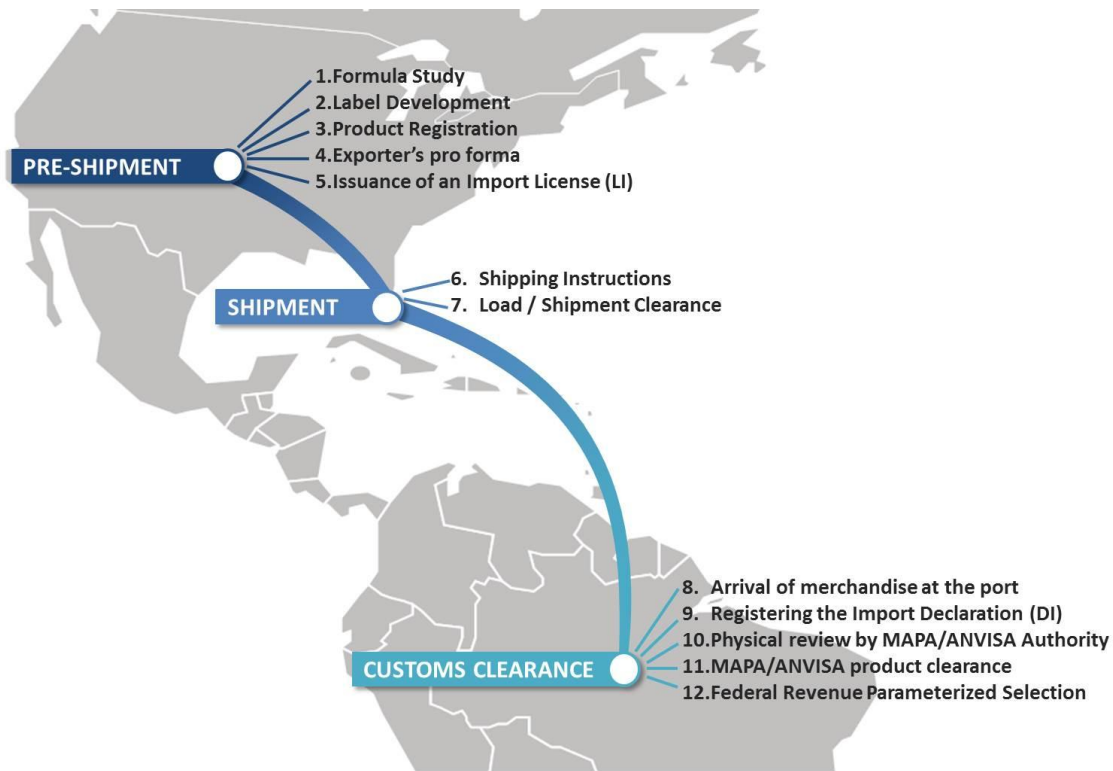 1.Formula Study
2.Label Development
3.Product Registration
PRE-SHIPMENT
4.Exporter's pro forma
5.Issuance of an Import License (LI)
SHIPMENT
6. Shipping Instructions
7. Load / Shipment Clearance
CUSTOMS CLEARANCE
8. Arrival of merchandise at the port
9. Registering the Import Declaration (DI)
10.Physical review by MAPA/ANVISA Authority
11.MAPA/ANVISA product clearance
12.Federal Revenue Parameterized Selection